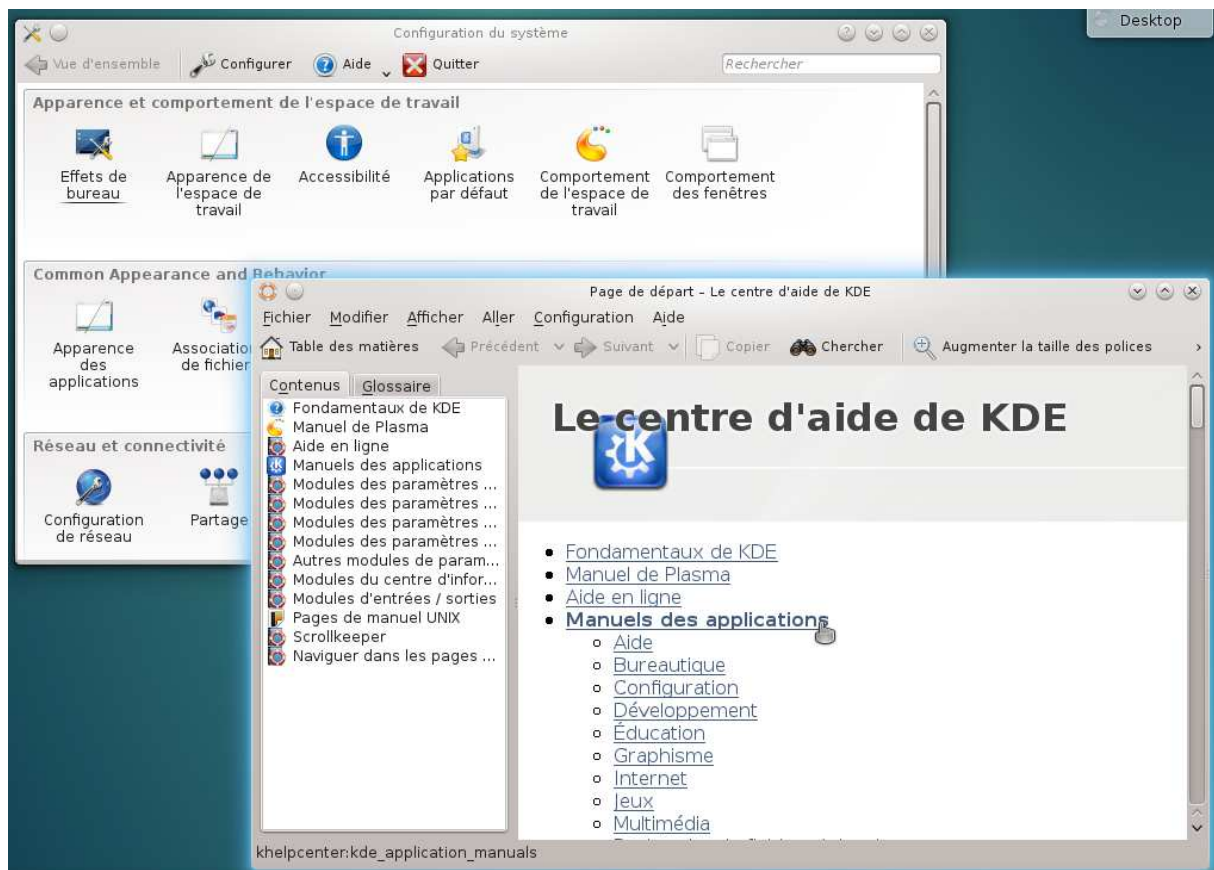 Desktop
Configuration du système
Vue d'ensemble Configurer Aide Quitter Rechercher
Apparence et comportement de l'espace de travail
Effets de bureau
Apparence de l'espace de travail
Accessibilité
Applications par défaut
Comportement de l'espace de travail
Comportement des fenêtres
Common Appearance and Behavior
Apparence des applications
de fichier
Réseau et connectivité
Configuration de réseau
Partage
Page de départ – Le centre d'aide de KDE
Fichier Modifier Afficher Aller Configuration Aide
Table des matières Précédent Suivant Copier Chercher Augmenter la taille des polices
Contenus Glossaire
Fondamentaux de KDE
Manuel de Plasma
Aide en ligne
Manuels des applications
Modules des paramètres ...
Modules des paramètres ...
Modules des paramètres ...
Modules des paramètres ...
Autres modules de param...
Modules du centre d'infor...
Modules d'entrées / sorties
Pages de manuel UNIX
Scrollkeeper
Naviguer dans les pages ...
Le centre d'aide de KDE
Fondamentaux de KDE
Manuel de Plasma
Aide en ligne
Manuels des applications
Aide
Bureautique
Configuration
Développement
Éducation
Graphisme
Internet
Jeux
Multimédia
khelpcenter:kde_application_manuals